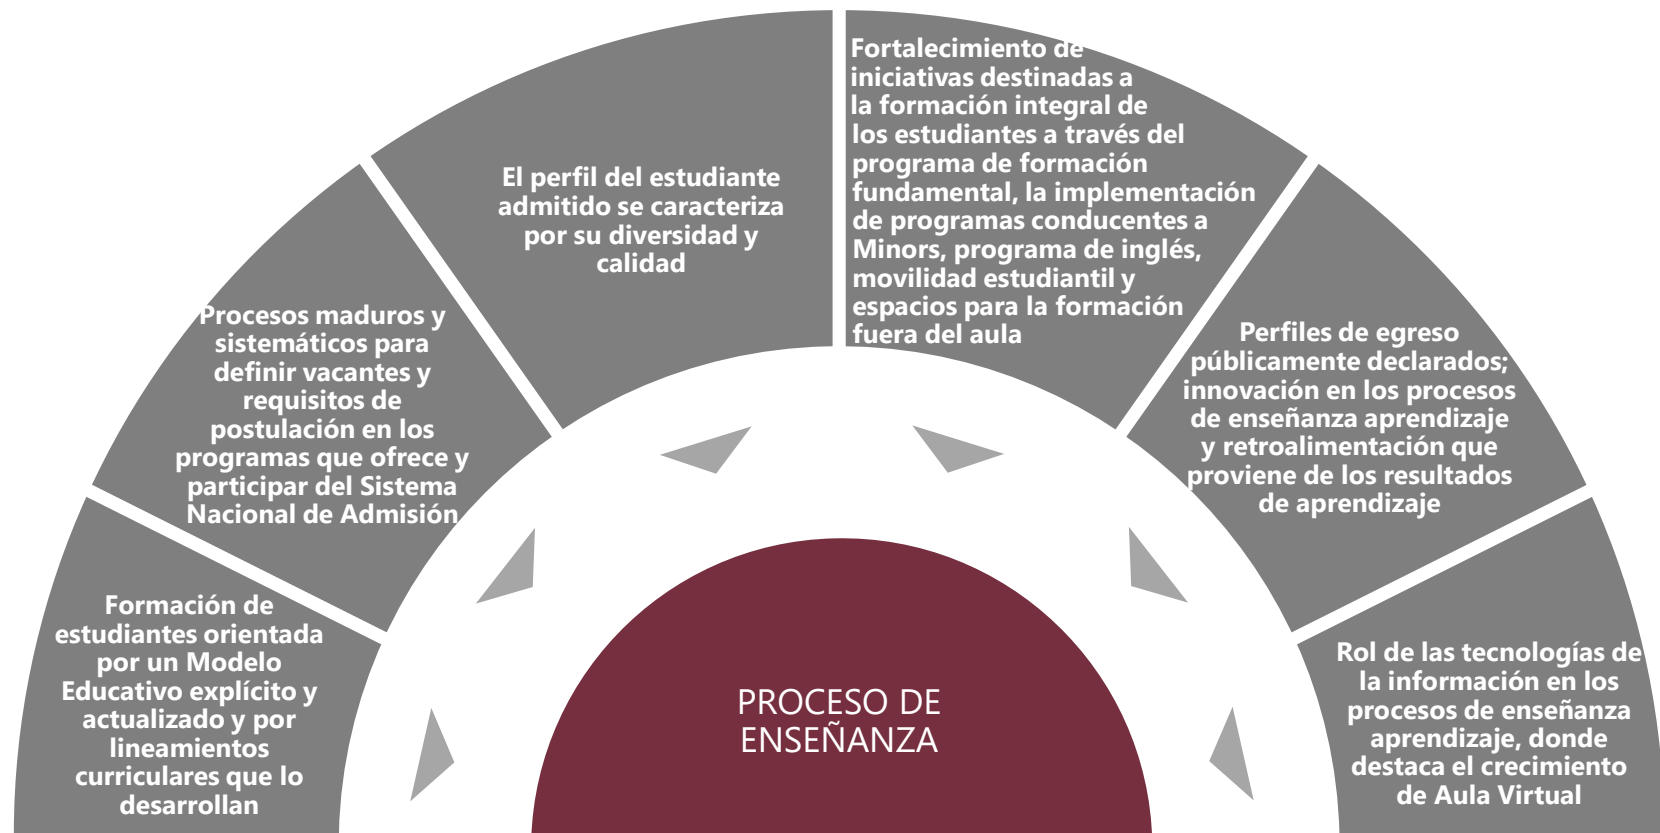 Formación de
estudiantes orientada
por un Modelo
Educativo explícito y
actualizado y por
lineamientos
curriculares que lo
desarrollan
Procesos maduros y
sistemáticos para
definir vacantes y
requisitos de
postulación en los
programas que ofrece y
participar del Sistema
Nacional de Admisión
El perfil del estudiante
admitido se caracteriza
por su diversidad y
calidad
Fortalecimiento de
iniciativas destinadas a
la formación integral de
los estudiantes a través del
programa de formación
fundamental, la implementación
de programas conducentes a
Minors, programa de inglés,
movilidad estudiantil y
espacios para la formación
fuera del aula
Perfiles de egreso
públicamente declarados;
innovación en los procesos
de enseñanza aprendizaje
y retroalimentación que
proviene de los resultados
de aprendizaje
Rol de las tecnologías de
la información en los
procesos de enseñanza
aprendizaje, donde
destaca el crecimiento
de Aula Virtual
PROCESO DE
ENSEÑANZA